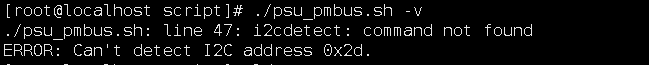 [root@localhost script]# ./psu_pmbus.sh -v
./psu_pmbus.sh: line 47: i2cdetect: command not found
ERROR: Can't detect I2C address 0x2d.